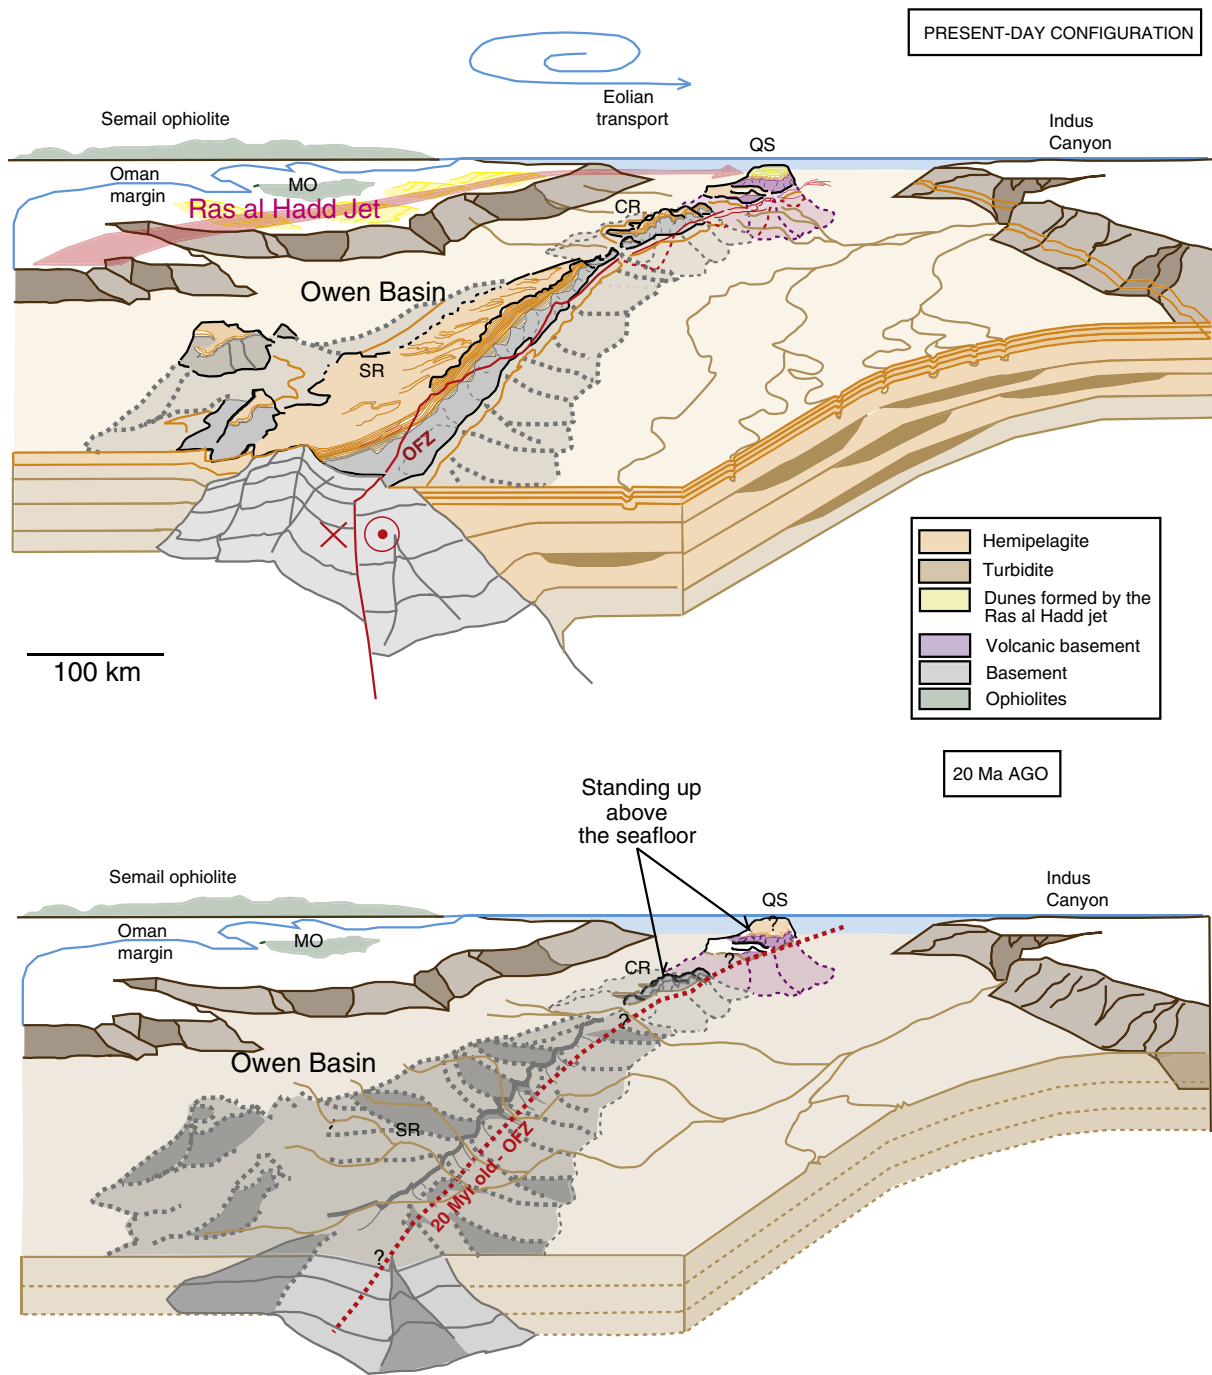 PRESENT-DAY CONFIGURATION
Eolian
transport
Semail ophiolite
QS
Indus
Canyon
Oman
margin
MO
Ras al Hadd Jet
CR
Owen Basin
SR
OFZ
Hemipelagite
Turbidite
Dunes formed by the
Ras al Hadd jet
Volcanic basement
Basement
Ophiolites
100 km
20 Ma AGO
Standing up
above
the seafloor
Semail ophiolite
QS
Indus
Canyon
Oman
margin
MO
?
?
CR
?
Owen Basin
SR
20 Myr old - OFZ
?